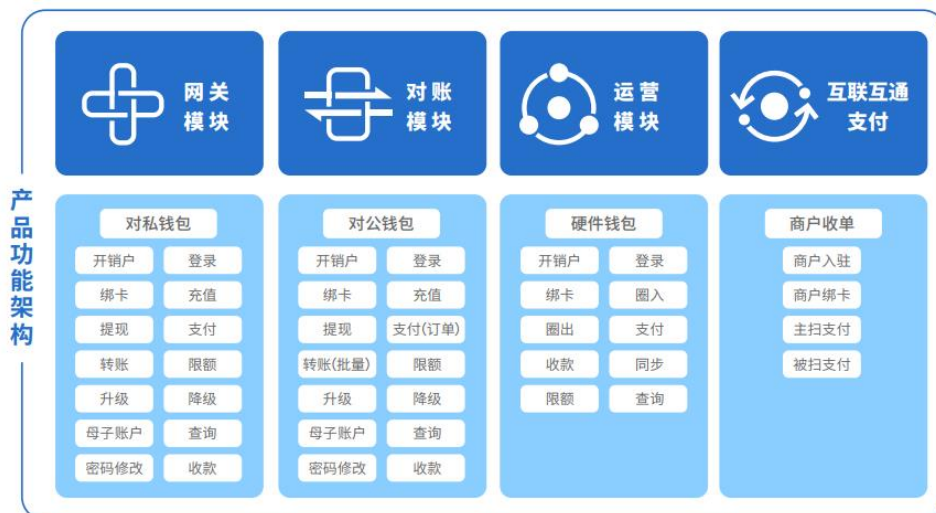 产品功能架构
网关
模块
对账
模块
运营
模块
互联互通
支付
对私钱包
开销户 登录
绑卡 充值
提现 支付
转账 限额
升级 降级
母子账户 查询
密码修改 收款
对公钱包
开销户 登录
绑卡 充值
提现 支付(订单)
转账(批量) 限额
升级 降级
母子账户 查询
密码修改 收款
硬件钱包
开销户 登录
绑卡 圈入
圈出 支付
收款 同步
限额 查询
商户收单
商户入驻
商户绑卡
主扫支付
被扫支付